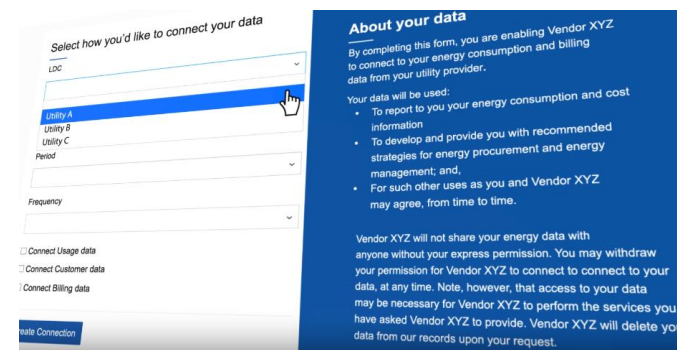 Select how you'd like to connect your data
LDC
Utility A
Utility B
Utility C
Period
Frequency
Connect Usage data
Connect Customer data
Connect Billing data
Connection
About your data
By completing this form, you are enabling Vendor XYZ
to connect to your energy consumption and billing
data from your utility provider.
Your data will be used:
• To report to you your energy consumption and cost
information
• To develop and provide you with recommended
strategies for energy procurement and energy
management; and,
• For such other uses as you and Vendor XYZ
may agree, from time to time.
Vendor XYZ will not share your energy data with
anyone without your express permission. You may withdraw
your permission for Vendor XYZ to connect to connect to your
data, at any time. Note, however, that access to your data
may be necessary for Vendor XYZ to perform the services you
have asked Vendor XYZ to provide. Vendor XYZ will delete
data from our records upon your request.